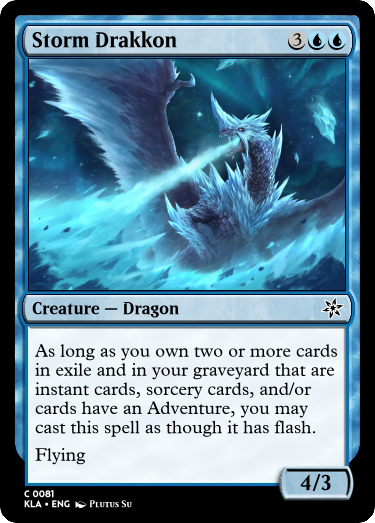 Storm Drakkon
3
Creature — Dragon
As long as you own two or more cards
in exile and in your graveyard that are
instant cards, sorcery cards, and/or
cards have an Adventure, you may
cast this spell as though it has flash.
Flying
4/3
C 0081
KLA • ENG Plutus Su